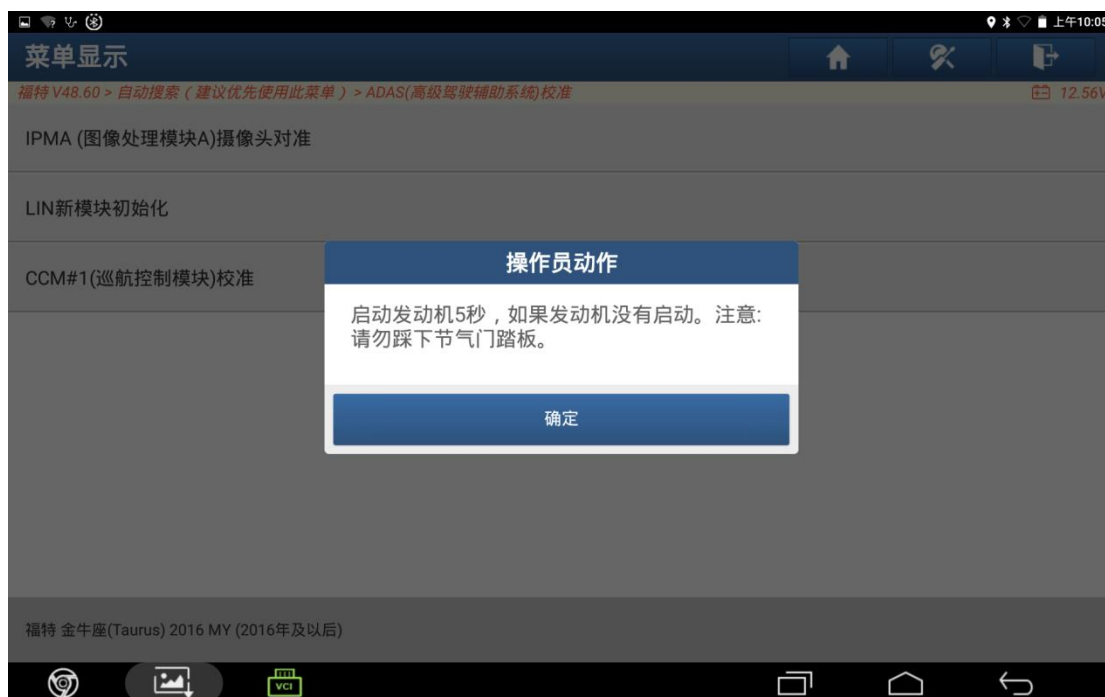 上午10:05
菜单显示
福特 V48.60 > 自动搜索（建议优先使用此菜单）> ADAS(高级驾驶辅助系统)校准
12.56V
IPMA (图像处理模块A)摄像头对准
LIN新模块初始化
CCM#1(巡航控制模块)校准
操作员动作
启动发动机5秒，如果发动机没有启动。注意:
请勿踩下节气门踏板。
确定
福特 金牛座(Taurus) 2016 MY (2016年及以后)
VCI